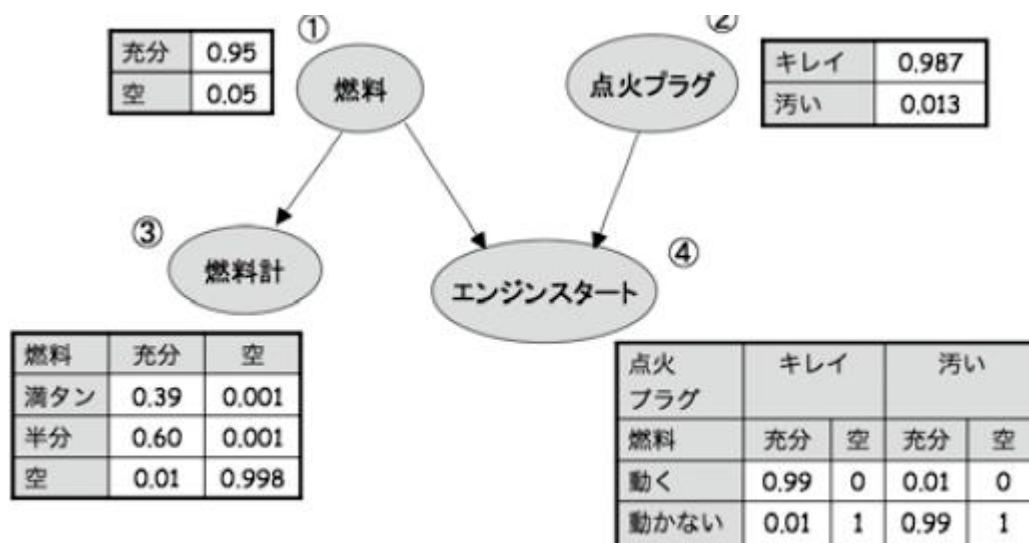 ①
②
充分 0.95
空 0.05
燃料
点火プラグ
キレイ 0.987
汚い 0.013
③
④
燃料計
エンジンスタート
燃料 充分 空
満タン 0.39 0.001
半分 0.60 0.001
空 0.01 0.998
点火 キレイ 汚い
プラグ
燃料 充分 空 充分 空
動く 0.99 0 0.01 0
動かない 0.01 1 0.99 1